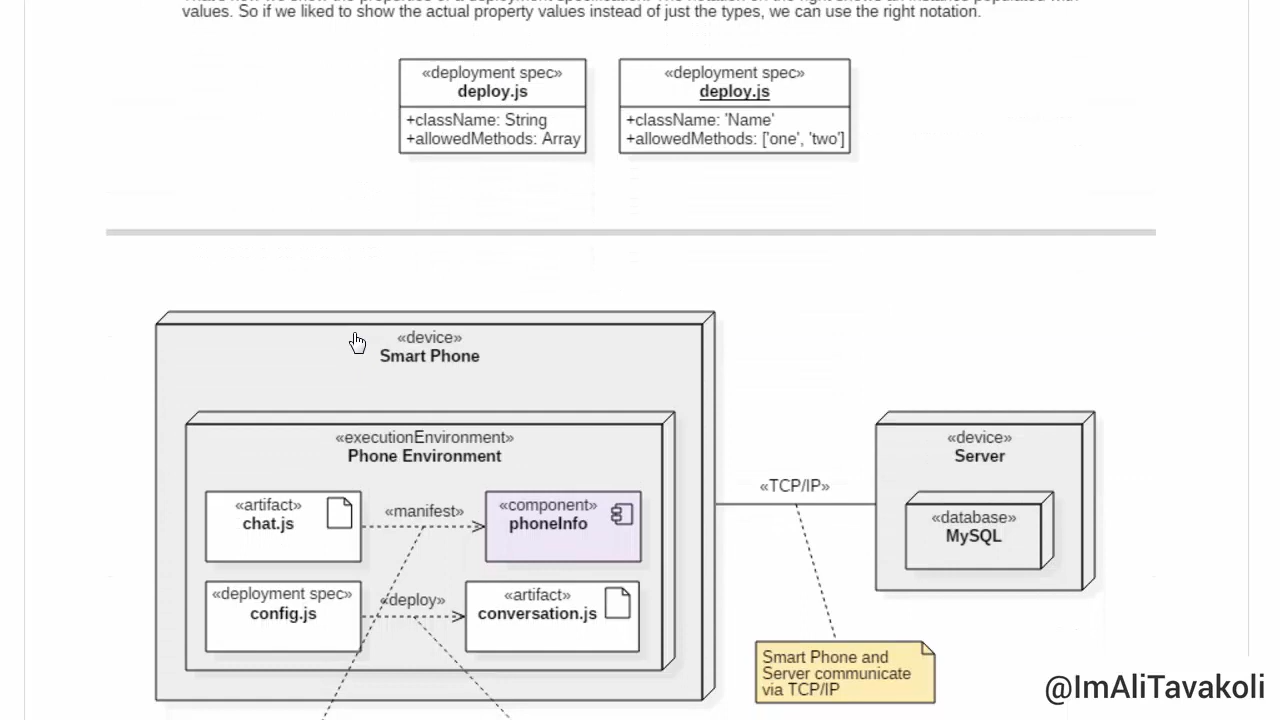 values. So if we liked to show the actual property values instead of just the types, we can use the right notation.
«deployment spec»
deploy.js
+className: String
+allowedMethods: Array
«deployment spec»
deploy.js
+className: 'Name'
+allowedMethods: ['one', 'two']
«device»
Smart Phone
«executionEnvironment»
Phone Environment
«artifact»
chat.js
«manifest»
«component»
phoneInfo
«deployment spec»
config.js
«deploy»
«artifact»
conversation.js
«TCP/IP»
«device»
Server
«database»
MySQL
Smart Phone and
Server communicate
via TCP/IP
@ImAliTavakoli